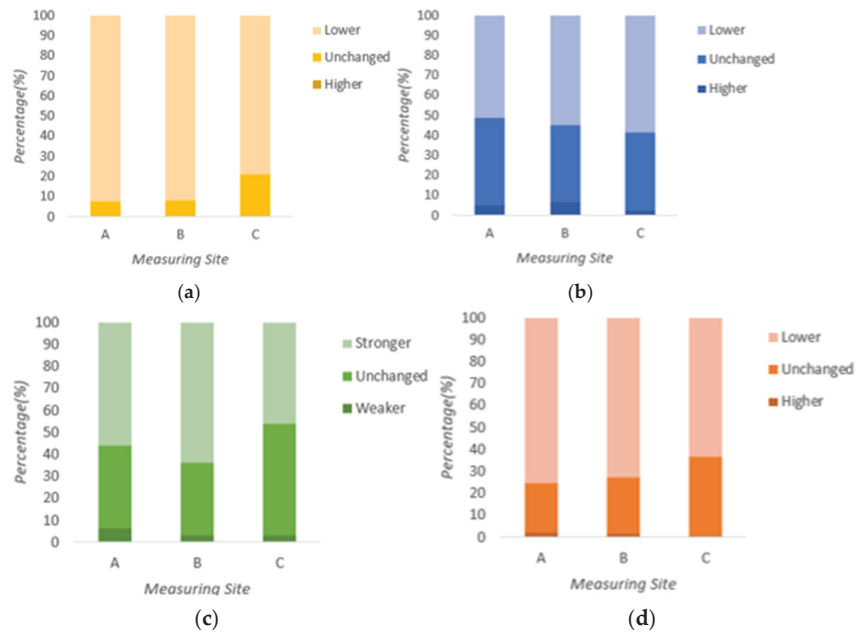 100
90
80
70
60
50
40
30
20
10
0
Percentage(%)
A B C
Measuring Site
Lower
Unchanged
Higher
(a)
100
90
80
70
60
50
40
30
20
10
0
Percentage(%)
A B C
Measuring Site
Lower
Unchanged
Higher
(b)
100
90
80
70
60
50
40
30
20
10
0
Percentage(%)
A B C
Measuring Site
Stronger
Unchanged
Weaker
(c)
100
90
80
70
60
50
40
30
20
10
0
Percentage(%)
A B C
Measuring Site
Lower
Unchanged
Higher
(d)